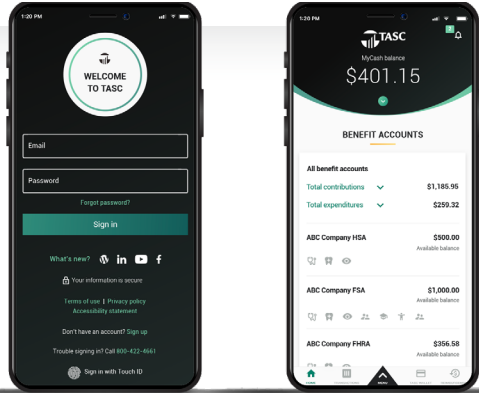 1:20 PM
WELCOME
TO TASC
Email
Password
Forgot password?
Sign in
What's new?
Your information is secure
Terms of use | Privacy policy
Accessibility statement
Don't have an account? Sign up
Trouble signing in? Call 800-422-4661
Sign in with Touch ID
1:20 PM
TASC
MyCash balance
$401.15
BENEFIT ACCOUNTS
All benefit accounts
Total contributions $1,185.95
Total expenditures $259.32
ABC Company HSA $500.00
Available balance
ABC Company FSA $1,000.00
Available balance
ABC Company FHRA $356.58
Available balance
HOME
MENU